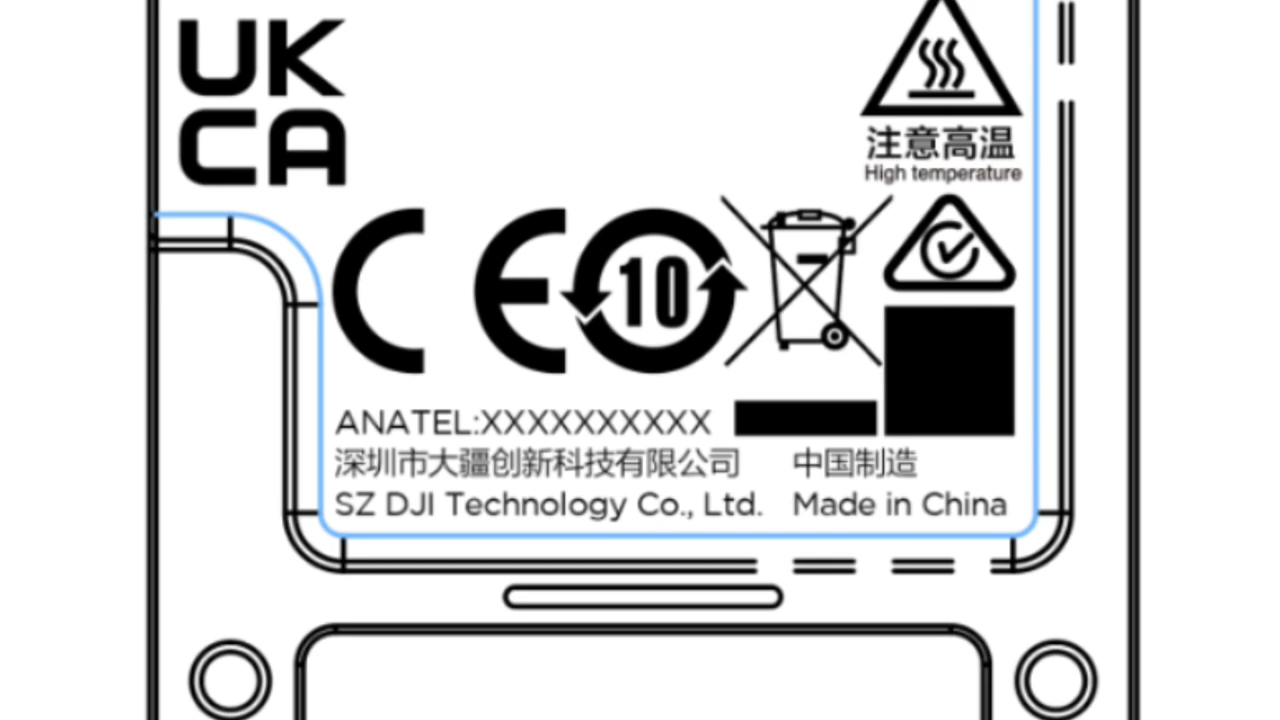 UK
CA
注意高温
High temperature
CE
10
ANATEL:XXXXXXXXXX
深圳市大疆创新科技有限公司 中国制造
SZ DJI Technology Co., Ltd. Made in China